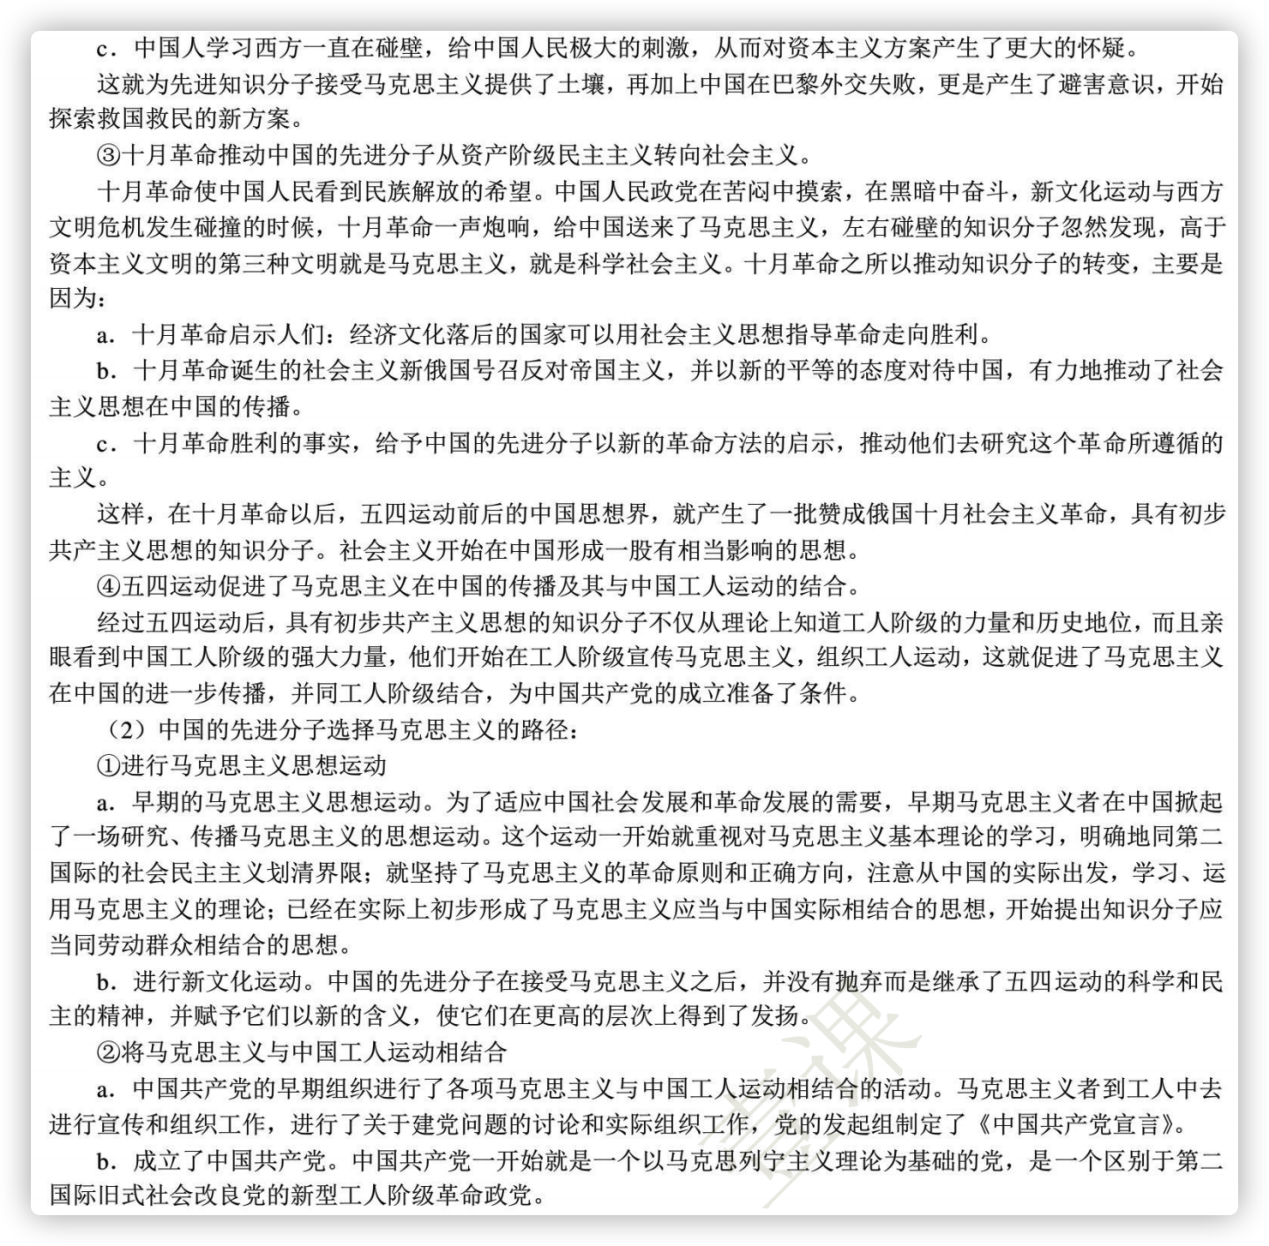 c．中国人学习西方一直在碰壁，给中国人民极大的刺激，从而对资本主义方案产生了更大的怀疑。
这就为先进知识分子接受马克思主义提供了土壤，再加上中国在巴黎外交失败，更是产生了避害意识，开始
探索救国救民的新方案。
③十月革命推动中国的先进分子从资产阶级民主主义转向社会主义。
十月革命使中国人民看到民族解放的希望。中国人民政党在苦闷中摸索，在黑暗中奋斗，新文化运动与西方
文明危机发生碰撞的时候，十月革命一声炮响，给中国送来了马克思主义，左右碰壁的知识分子忽然发现，高于
资本主义文明的第三种文明就是马克思主义，就是科学社会主义。十月革命之所以推动知识分子的转变，主要是
因为：
a．十月革命启示人们：经济文化落后的国家可以用社会主义思想指导革命走向胜利。
b．十月革命诞生的社会主义新俄国号召反对帝国主义，并以新的平等的态度对待中国，有力地推动了社会
主义思想在中国的传播。
c．十月革命胜利的事实，给予中国的先进分子以新的革命方法的启示，推动他们去研究这个革命所遵循的
主义。
这样，在十月革命以后，五四运动前后的中国思想界，就产生了一批赞成俄国十月社会主义革命，具有初步
共产主义思想的知识分子。社会主义开始在中国形成一股有相当影响的思想。
④五四运动促进了马克思主义在中国的传播及其与中国工人运动的结合。
经过五四运动后，具有初步共产主义思想的知识分子不仅从理论上知道工人阶级的力量和历史地位，而且亲
眼看到中国工人阶级的强大力量，他们开始在工人阶级宣传马克思主义，组织工人运动，这就促进了马克思主义
在中国的进一步传播，并同工人阶级结合，为中国共产党的成立准备了条件。
（2）中国的先进分子选择马克思主义的路径：
①进行马克思主义思想运动
a．早期的马克思主义思想运动。为了适应中国社会发展和革命发展的需要，早期马克思主义者在中国掀起
了一场研究、传播马克思主义的思想运动。这个运动一开始就重视对马克思主义基本理论的学习，明确地同第二
国际的社会民主主义划清界限；就坚持了马克思主义的革命原则和正确方向，注意从中国的实际出发，学习、运
用马克思主义的理论；已经在实际上初步形成了马克思主义应当与中国实际相结合的思想，开始提出知识分子应
当同劳动群众相结合的思想。
b．进行新文化运动。中国的先进分子在接受马克思主义之后，并没有抛弃而是继承了五四运动的科学和民
主的精神，并赋予它们以新的含义，使它们在更高的层次上得到了发扬。
②将马克思主义与中国工人运动相结合
a．中国共产党的早期组织进行了各项马克思主义与中国工人运动相结合的活动。马克思主义者到工人中去
进行宣传和组织工作，进行了关于建党问题的讨论和实际组织工作，党的发起组制定了《中国共产党宣言》。
b．成立了中国共产党。中国共产党一开始就是一个以马克思列宁主义理论为基础的党，是一个区别于第二
国际旧式社会改良党的新型工人阶级革命政党。
壹课